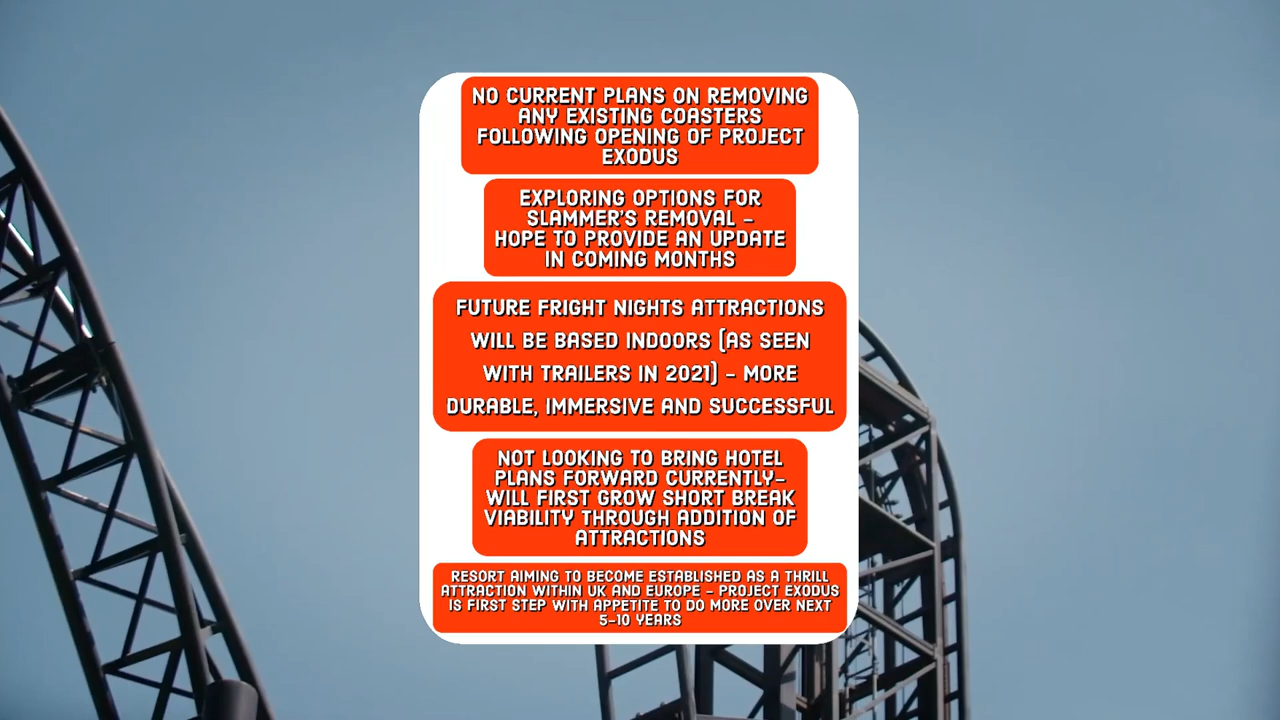 NO CURRENT PLANS ON REMOVING
ANY EXISTING COASTERS
FOLLOWING OPENING OF PROJECT
EXODUS
EXPLORING OPTIONS FOR
SLAMMER'S REMOVAL -
HOPE TO PROVIDE AN UPDATE
IN COMING MONTHS
FUTURE FRIGHT NIGHTS ATTRACTIONS
WILL BE BASED INDOORS (AS SEEN
WITH TRAILERS IN 2021) - MORE
DURABLE, IMMERSIVE AND SUCCESSFUL
NOT LOOKING TO BRING HOTEL
PLANS FORWARD CURRENTLY-
WILL FIRST GROW SHORT BREAK
VIABILITY THROUGH ADDITION OF
ATTRACTIONS
RESORT AIMING TO BECOME ESTABLISHED AS A THRILL
ATTRACTION WITHIN UK AND EUROPE - PROJECT EXODUS
IS FIRST STEP WITH APPETITE TO DO MORE OVER NEXT
5-10 YEARS